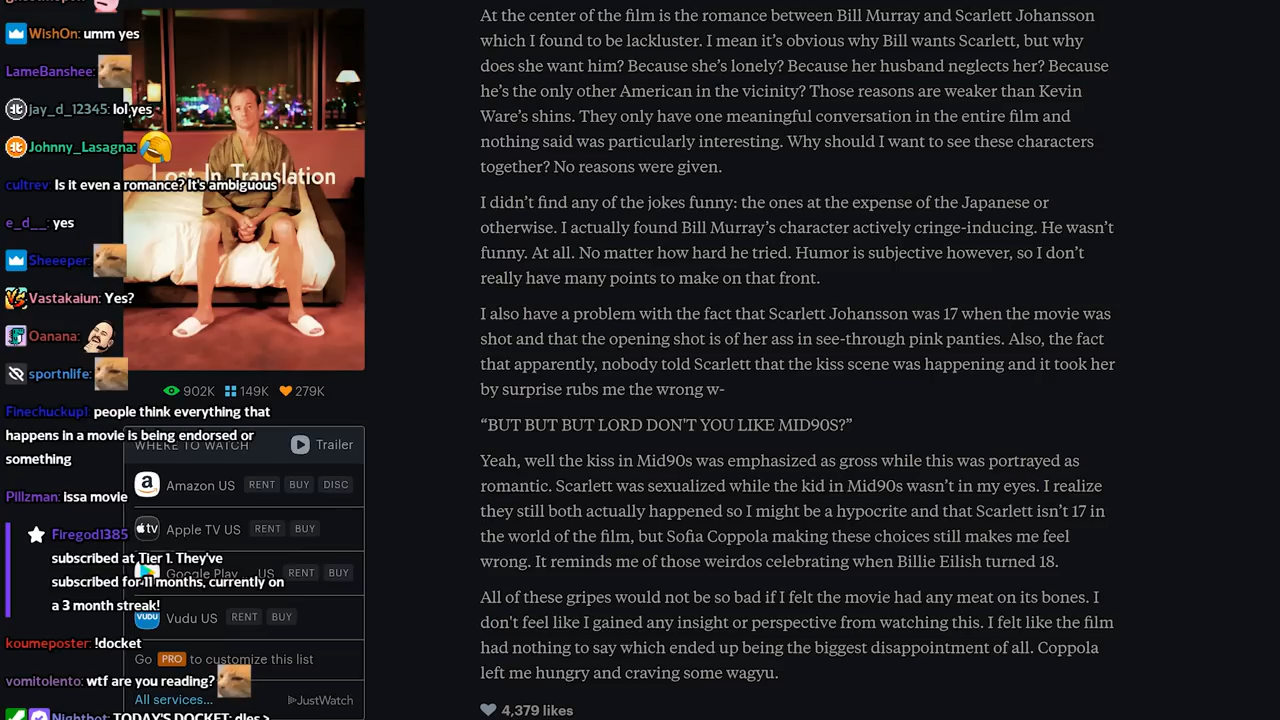 WishOn: umm yes
LameBanshee:
jay_d_12345: lol yes
Johnny_Lasagna:
cultrev: Is it even a romance? It's ambiguous
e_d__: yes
Sheeeper:
Vastakaiun: Yes?
Oanana:
sportnlife:
Finechuckup1: people think everything that
happens in a movie is being endorsed or
something
Pillzman: issa movie
Firegod1385
subscribed at Tier 1. They've
subscribed for 11 months, currently on
a 3 month streak!
koumeposter: !docket
vomitolento: wtf are you reading?
Nightbot: TODAY'S DOCKET: dles >
Lost In Translation
902K 149K 279K
WHERE TO WATCH Trailer
Amazon US RENT BUY DISC
Apple TV US RENT BUY
Google Play US RENT BUY
Vudu US RENT BUY
Go PRO to customize this list
All services... JustWatch
At the center of the film is the romance between Bill Murray and Scarlett Johansson
which I found to be lackluster. I mean it’s obvious why Bill wants Scarlett, but why
does she want him? Because she’s lonely? Because her husband neglects her? Because
he’s the only other American in the vicinity? Those reasons are weaker than Kevin
Ware’s shins. They only have one meaningful conversation in the entire film and
nothing said was particularly interesting. Why should I want to see these characters
together? No reasons were given.
I didn’t find any of the jokes funny: the ones at the expense of the Japanese or
otherwise. I actually found Bill Murray’s character actively cringe-inducing. He wasn’t
funny. At all. No matter how hard he tried. Humor is subjective however, so I don’t
really have many points to make on that front.
I also have a problem with the fact that Scarlett Johansson was 17 when the movie was
shot and that the opening shot is of her ass in see-through pink panties. Also, the fact
that apparently, nobody told Scarlett that the kiss scene was happening and it took her
by surprise rubs me the wrong w-
“BUT BUT BUT LORD DON'T YOU LIKE MID90S?”
Yeah, well the kiss in Mid90s was emphasized as gross while this was portrayed as
romantic. Scarlett was sexualized while the kid in Mid90s wasn’t in my eyes. I realize
they still both actually happened so I might be a hypocrite and that Scarlett isn’t 17 in
the world of the film, but Sofia Coppola making these choices still makes me feel
wrong. It reminds me of those weirdos celebrating when Billie Eilish turned 18.
All of these gripes would not be so bad if I felt the movie had any meat on its bones. I
don't feel like I gained any insight or perspective from watching this. I felt like the film
had nothing to say which ended up being the biggest disappointment of all. Coppola
left me hungry and craving some wagyu.
4,379 likes